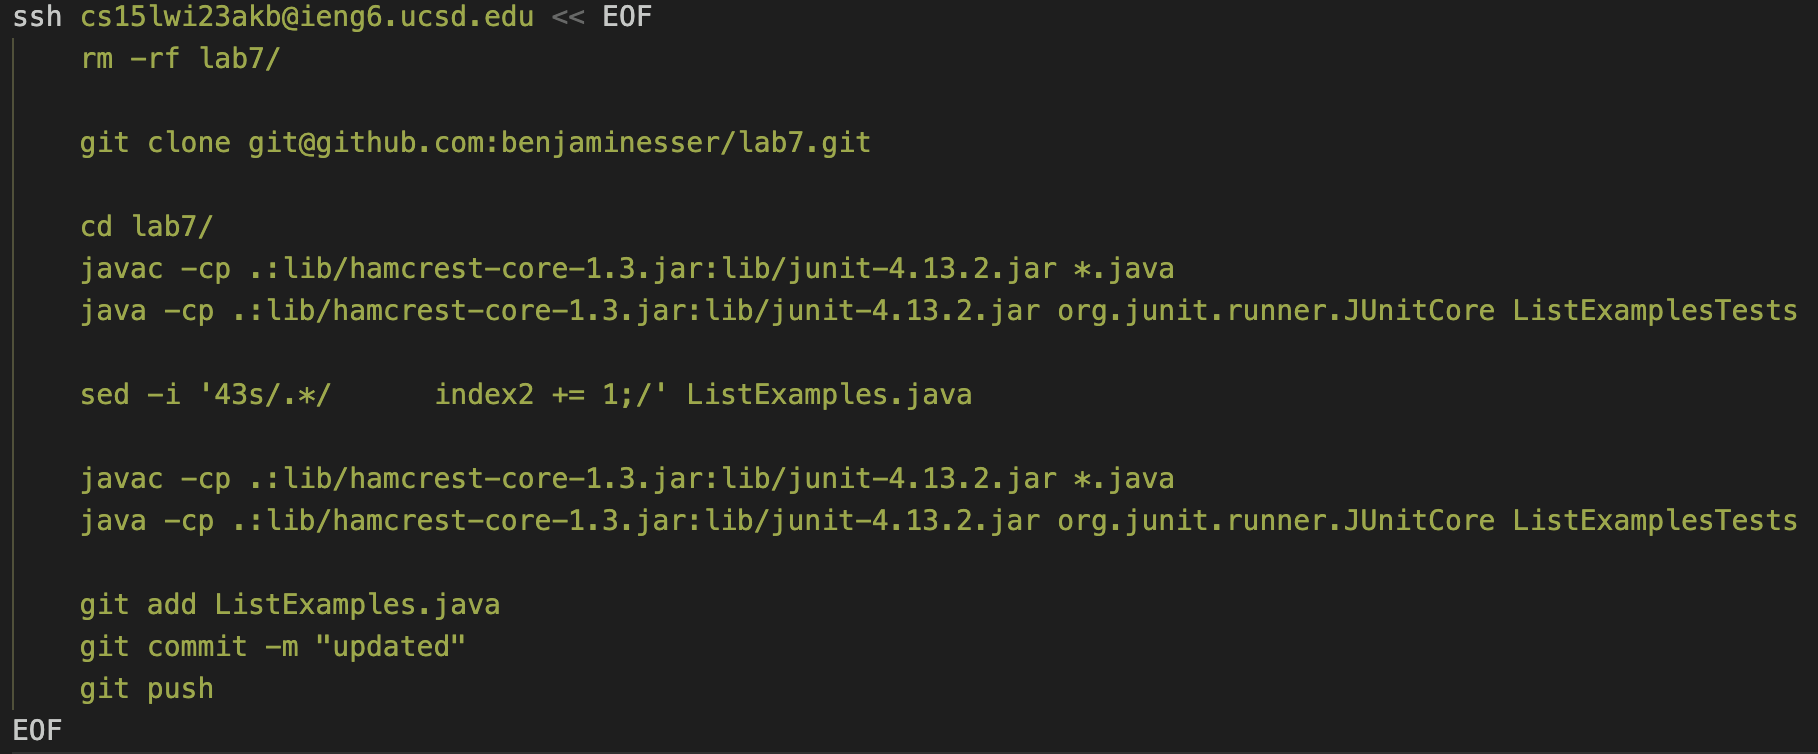 ssh cs15lwi23akb@ieng6.ucsd.edu << EOF
    rm -rf lab7/

    git clone git@github.com:benjaminesser/lab7.git

    cd lab7/
    javac -cp .:lib/hamcrest-core-1.3.jar:lib/junit-4.13.2.jar *.java
    java -cp .:lib/hamcrest-core-1.3.jar:lib/junit-4.13.2.jar org.junit.runner.JUnitCore ListExamplesTests

    sed -i '43s/.*/      index2 += 1;/' ListExamples.java

    javac -cp .:lib/hamcrest-core-1.3.jar:lib/junit-4.13.2.jar *.java
    java -cp .:lib/hamcrest-core-1.3.jar:lib/junit-4.13.2.jar org.junit.runner.JUnitCore ListExamplesTests

    git add ListExamples.java
    git commit -m "updated"
    git push
EOF